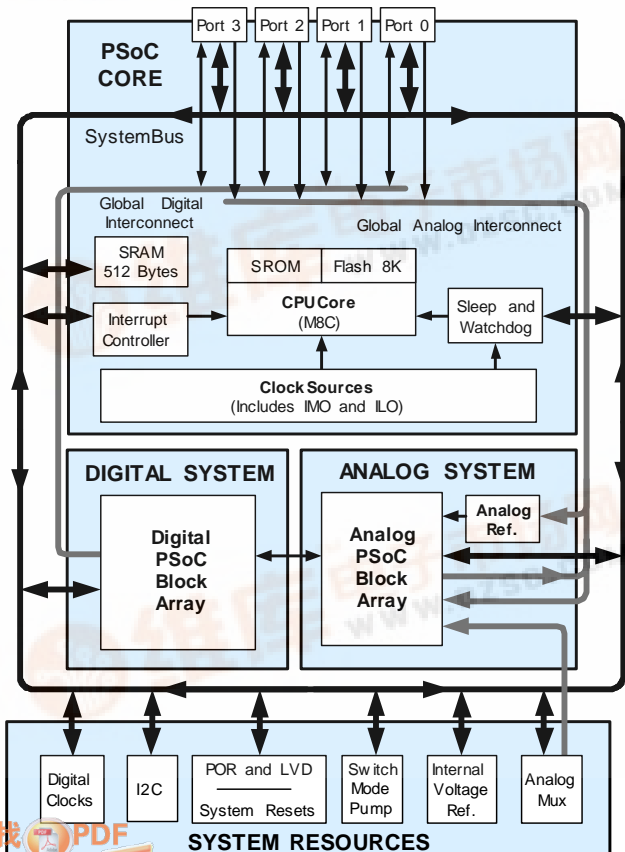 Port 3
Port 2
Port 1
Port 0
PSoC
CORE
SystemBus
Global Digital
Interconnect
Global Analog Interconnect
SRAM
512 Bytes
SROM
Flash 8K
CPU Core
(M8C)
Interrupt
Controller
Sleep and
Watchdog
Clock Sources
(Includes IMO and ILO)
DIGITAL SYSTEM
ANALOG SYSTEM
Digital
PSoC
Block
Array
Analog
PSoC
Block
Array
Analog
Ref.
Digital
Clocks
I2C
POR and LVD
System Resets
Switch
Mode
Pump
Internal
Voltage
Ref.
Analog
Mux
SYSTEM RESOURCES
找
PDF